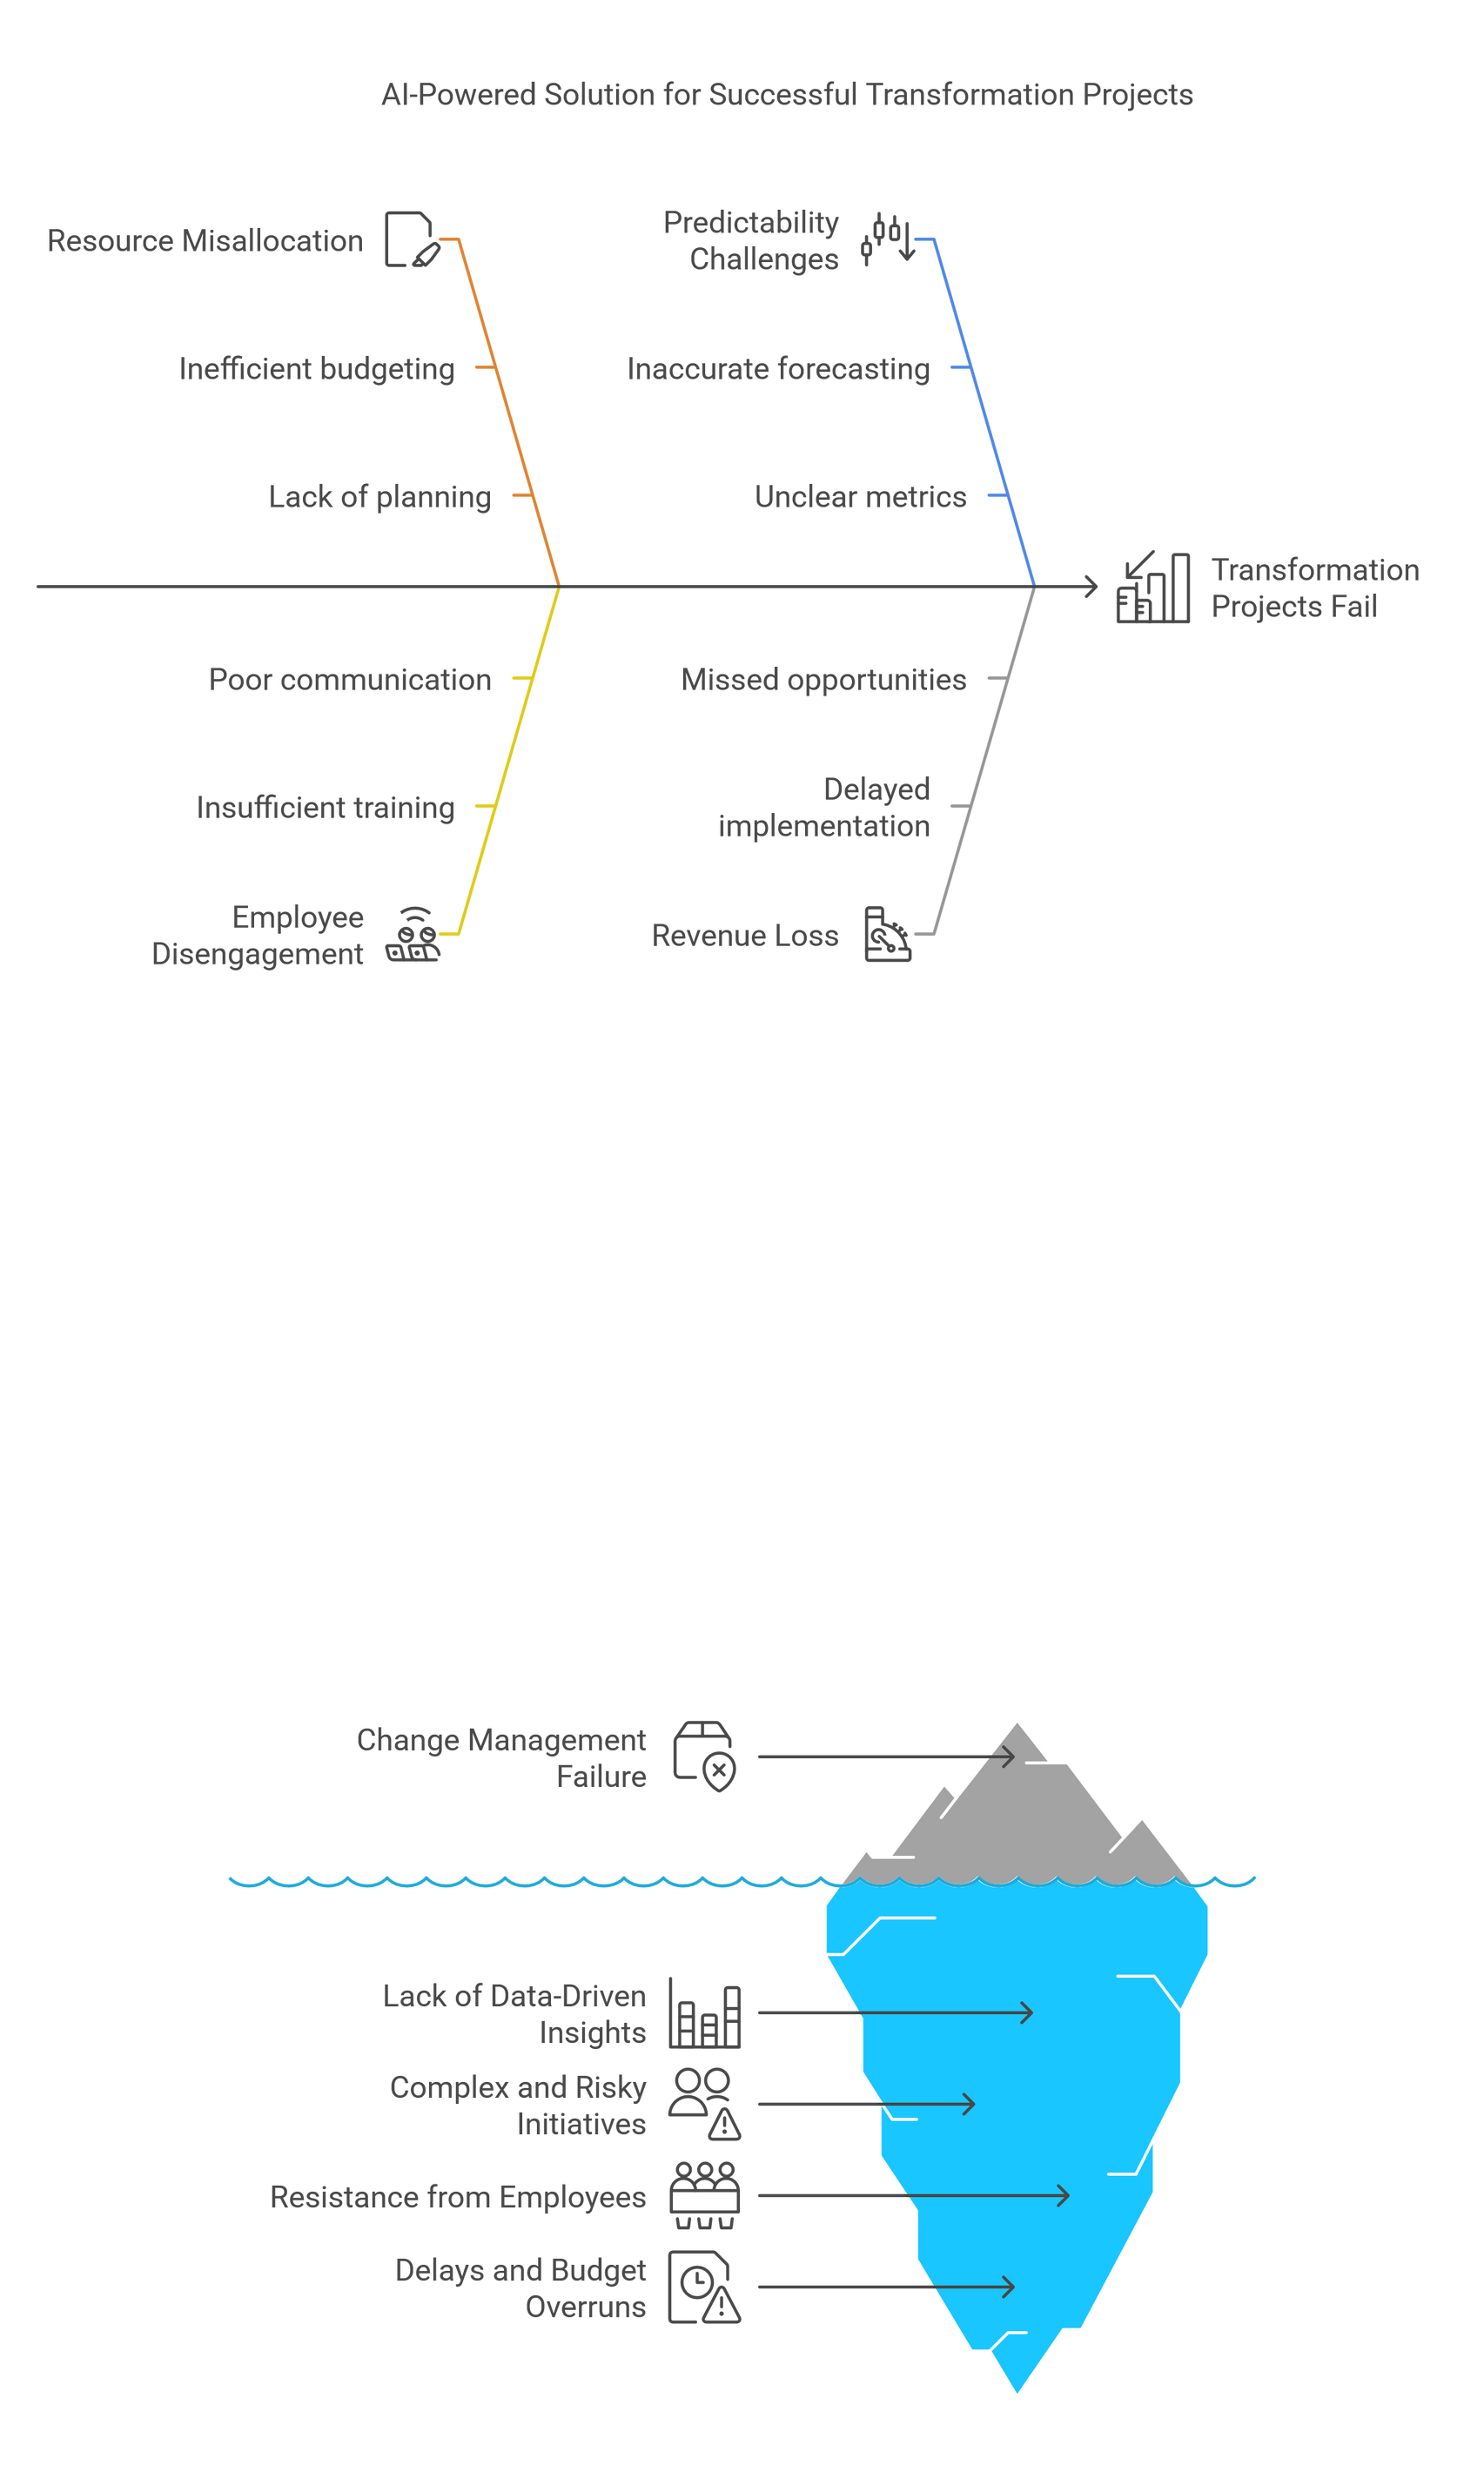 AI-Powered Solution for Successful Transformation Projects
Resource Misallocation
Predictability
Challenges
Inefficient budgeting
Inaccurate forecasting
Lack of planning
Unclear metrics
Transformation
Projects Fail
Poor communication
Missed opportunities
Insufficient training
Delayed
implementation
Employee
Disengagement
Revenue Loss
Change Management
Failure
Lack of Data-Driven
Insights
Complex and Risky
Initiatives
Resistance from Employees
Delays and Budget
Overruns